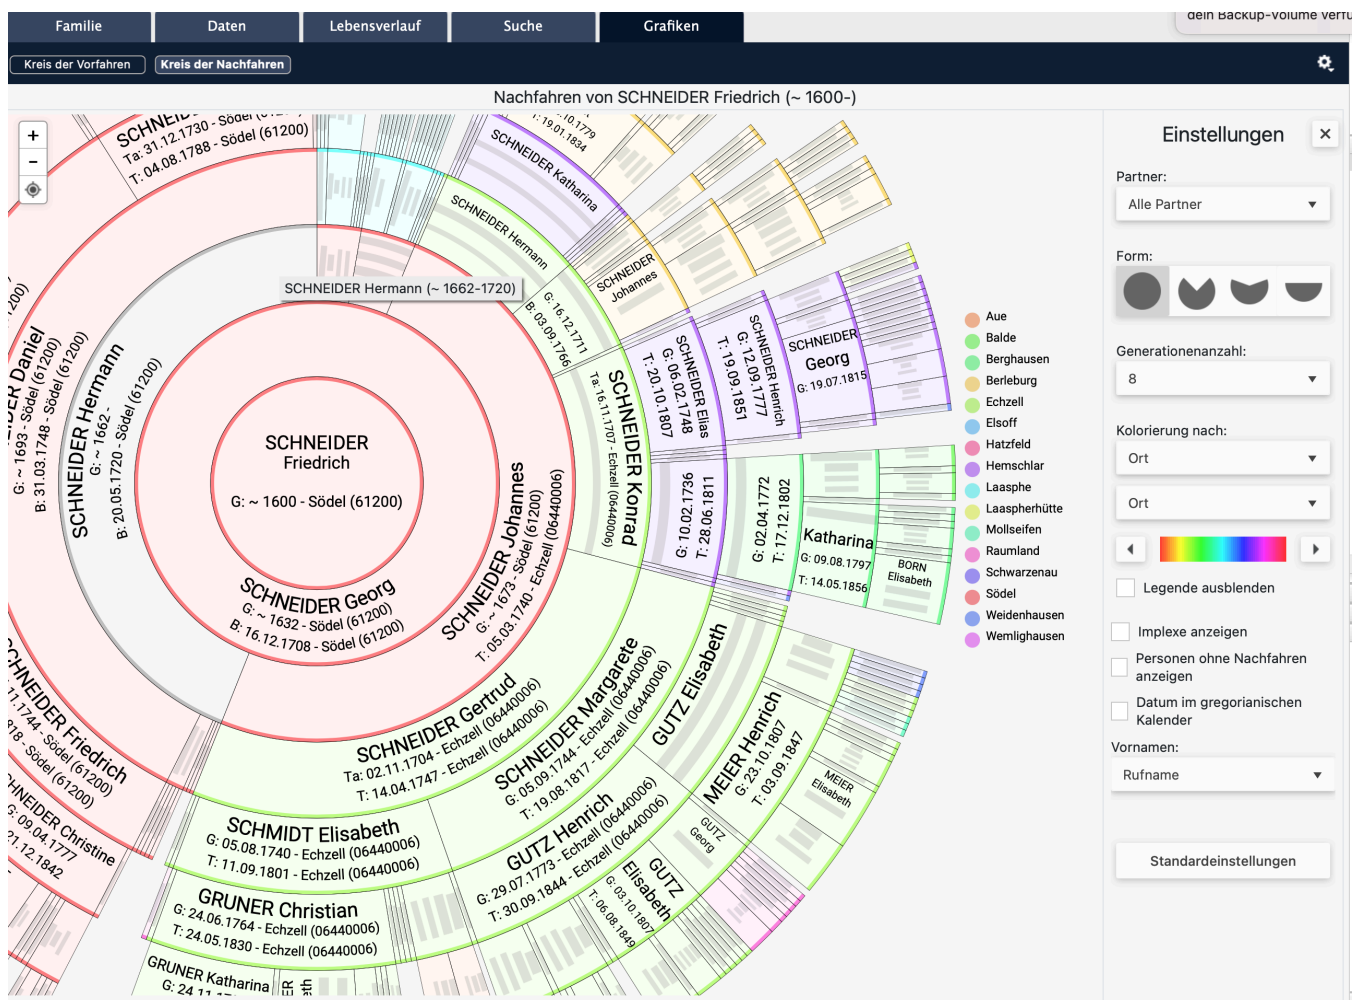 Familie
Daten
Lebensverlauf
Suche
Grafiken
dein Backup-Volume verfü
Kreis der Vorfahren
Kreis der Nachfahren
Nachfahren von SCHNEIDER Friedrich (~ 1600-)
+
−
Ta: 31.12.1730 - Södel (61200)
T: 04.08.1788 - Södel (61200)
SCHNEIDER Katharina
T: 19.01.1834
SCHNEIDER Hermann
G: 16.12.1711
B: 03.09.1766
SCHNEIDER
Johannes
SCHNEIDER Hermann (~ 1662-1720)
SCHNEIDER Hermann
G: ~ 1662 -
B: 20.05.1720 - Södel (61200)
Daniel
G: ~ 1693 - Södel (61200)
B: 31.03.1748 - Södel (61200)
SCHNEIDER
Friedrich
G: ~ 1600 - Södel (61200)
SCHNEIDER Georg
G: ~ 1632 - Södel (61200)
B: 16.12.1708 - Södel (61200)
SCHNEIDER Johannes
G: ~ 1673 - Södel (61200)
T: 05.03.1740 - Echzell (06440006)
SCHNEIDER Konrad
Ta: 16.11.1707 - Echzell (06440006)
SCHNEIDER Elias
G: 06.02.1748
T: 20.10.1807
SCHNEIDER Henrich
G: 12.09.1777
T: 19.09.1851
SCHNEIDER
Georg
G: 19.07.1815
G: 10.02.1736
T: 28.06.1811
G: 02.04.1772
T: 17.12.1802
Katharina
G: 09.08.1797
T: 14.05.1856
BORN
Elisabeth
SCHNEIDER Gertrud
Ta: 02.11.1704 - Echzell (06440006)
T: 14.04.1747 - Echzell (06440006)
SCHNEIDER Margarete
G: 05.09.1744 - Echzell (06440006)
T: 19.08.1817 - Echzell (06440006)
GUTZ Elisabeth
MEIER Henrich
G: 23.10.1807
T: 03.09.1847
MEIER
Elisabeth
GUTZ
Georg
GUTZ Henrich
G: 29.07.1773 - Echzell (06440006)
T: 30.09.1844 - Echzell (06440006)
GUTZ
Elisabeth
G: 03.10.1807
T: 06.08.1849
SCHMIDT Elisabeth
G: 05.08.1740 - Echzell (06440006)
T: 11.09.1801 - Echzell (06440006)
GRUNER Christian
G: 24.06.1764 - Echzell (06440006)
T: 24.05.1830 - Echzell (06440006)
GRUNER Katharina
SCHNEIDER Friedrich
.11.1744 - Södel (61200)
818 - Södel (61200)
HNEIDER Christine
G: 09.04.1777
21.12.1842
Aue
Balde
Berghausen
Berleburg
Echzell
Elsoff
Hatzfeld
Hemschlar
Laasphe
Laaspherhütte
Mollseifen
Raumland
Schwarzenau
Södel
Weidenhausen
Wemlighausen
Einstellungen
Partner:
Alle Partner
Form:
Generationenanzahl:
8
Kolorierung nach:
Ort
Ort
Legende ausblenden
Implexe anzeigen
Personen ohne Nachfahren
anzeigen
Datum im gregorianischen
Kalender
Vornamen:
Rufname
Standardeinstellungen